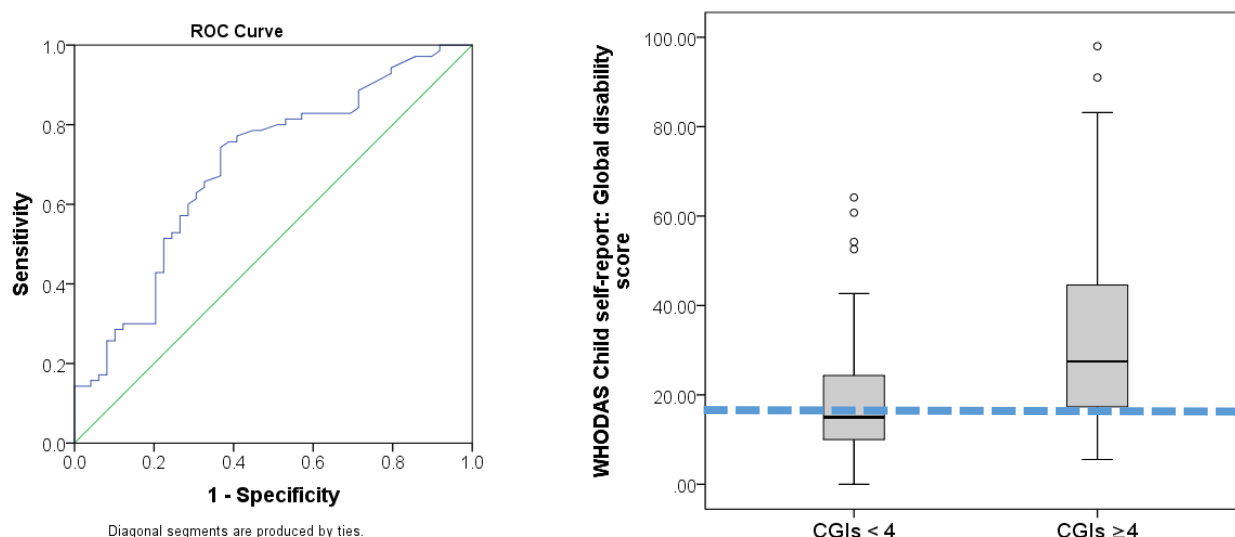 ROC Curve
1.0
0.8
0.6
0.4
0.2
0.0
0.0 0.2 0.4 0.6 0.8 1.0
Sensitivity
1 - Specificity
Diagonal segments are produced by ties.
WHODAS Child self-report: Global disability
score
100.00
80.00
60.00
40.00
20.00
.00
CGIs < 4 CGIs ≥4